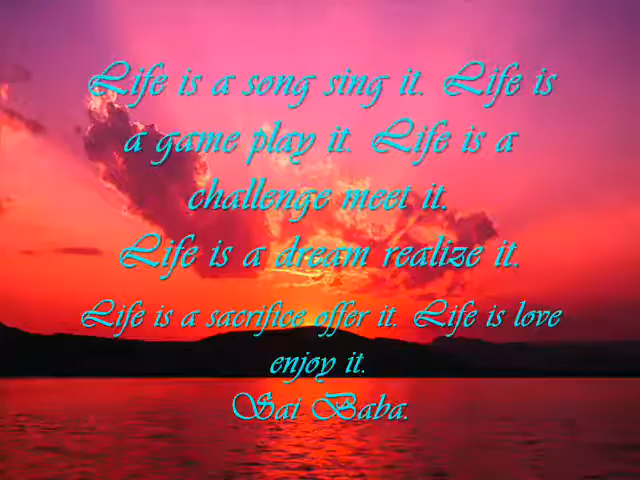 Life is a song sing it. Life is
a game play it. Life is a
challenge meet it.
Life is a dream realize it.
Life is a sacrifice offer it. Life is love
enjoy it.
Sai Baba.